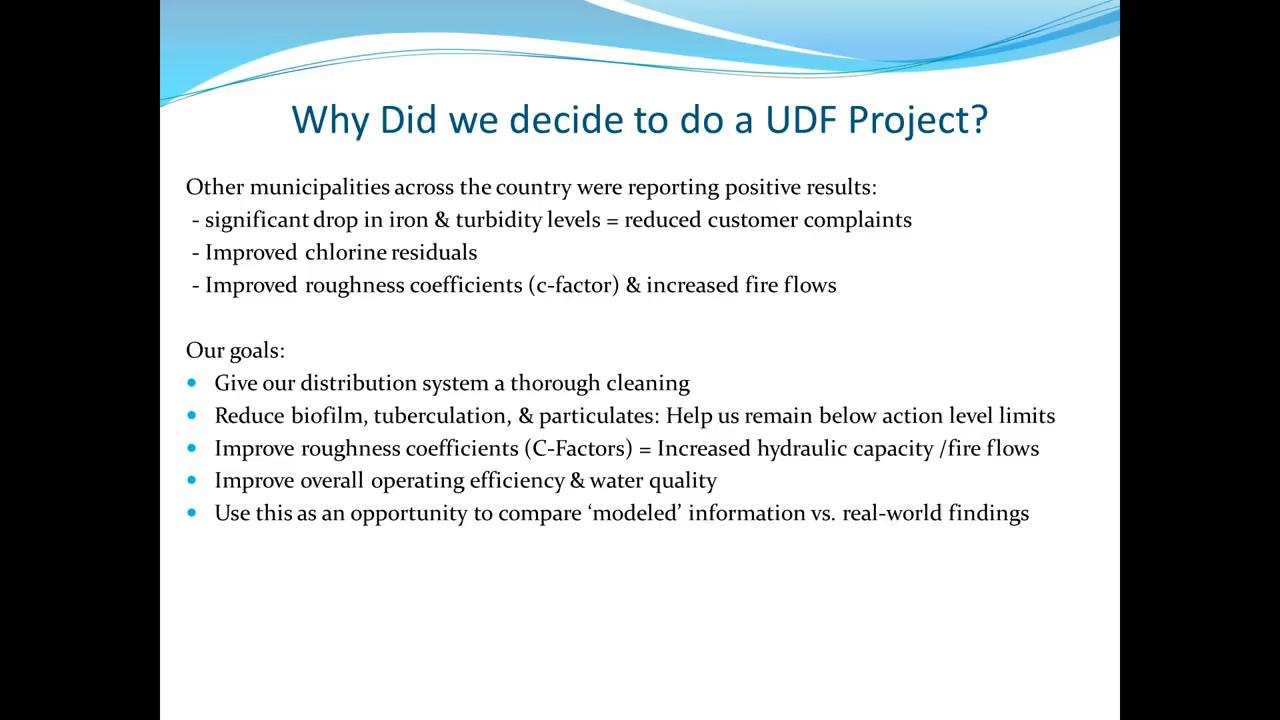 Why Did we decide to do a UDF Project?
Other municipalities across the country were reporting positive results:
- significant drop in iron & turbidity levels = reduced customer complaints
- Improved chlorine residuals
- Improved roughness coefficients (c-factor) & increased fire flows
Our goals:
• Give our distribution system a thorough cleaning
• Reduce biofilm, tuberculation, & particulates: Help us remain below action level limits
• Improve roughness coefficients (C-Factors) = Increased hydraulic capacity /fire flows
• Improve overall operating efficiency & water quality
• Use this as an opportunity to compare ‘modeled’ information vs. real-world findings